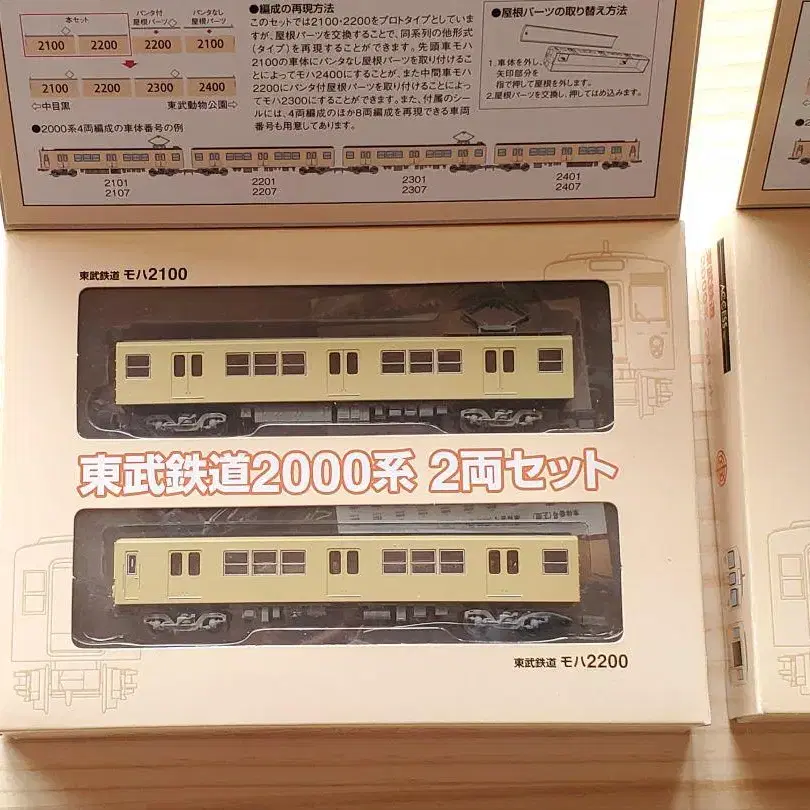 本セット
パンタ付
屋根パーツ
パンタなし
屋根パーツ
2100 2200 2200 2100
2100 2200 2300 2400
⇦中目黒 東武動物公園⇨
●編成の再現方法
このセットでは2100・2200をプロトタイプとしていま
すが、屋根パーツを交換することで、同系列の他形式
(タイプ)を再現することができます。先頭車モハ
2100の車体にパンタなし屋根パーツを取り付けるこ
とによってモハ2400にすることが、また中間車モハ
2200にパンタ付屋根パーツを取り付けることによっ
てモハ2300にすることができます。また、付属のシー
ルには、4両編成のほか8両編成を再現できる車両
番号も用意してあります。
●屋根パーツの取り替え方法
1.車体を外し、
矢印部分を
指で押して屋根を外します。
2.屋根パーツを交換し、押してはめ込みます。
●2000系4両編成の車体番号の例
2101 2201 2301 2401
2107 2207 2307 2407
東武鉄道 モハ2100
東武鉄道2000系 2両セット
東武鉄道 モハ2200